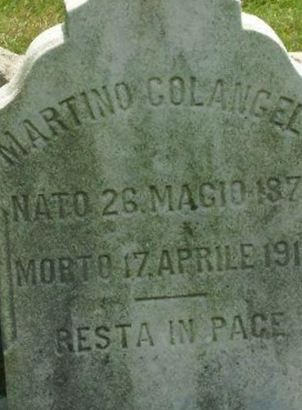 MARTINO COLANGEL
NATO 26. MAGIO 187
MORTO 17. APRILE 191
RESTA IN PACE